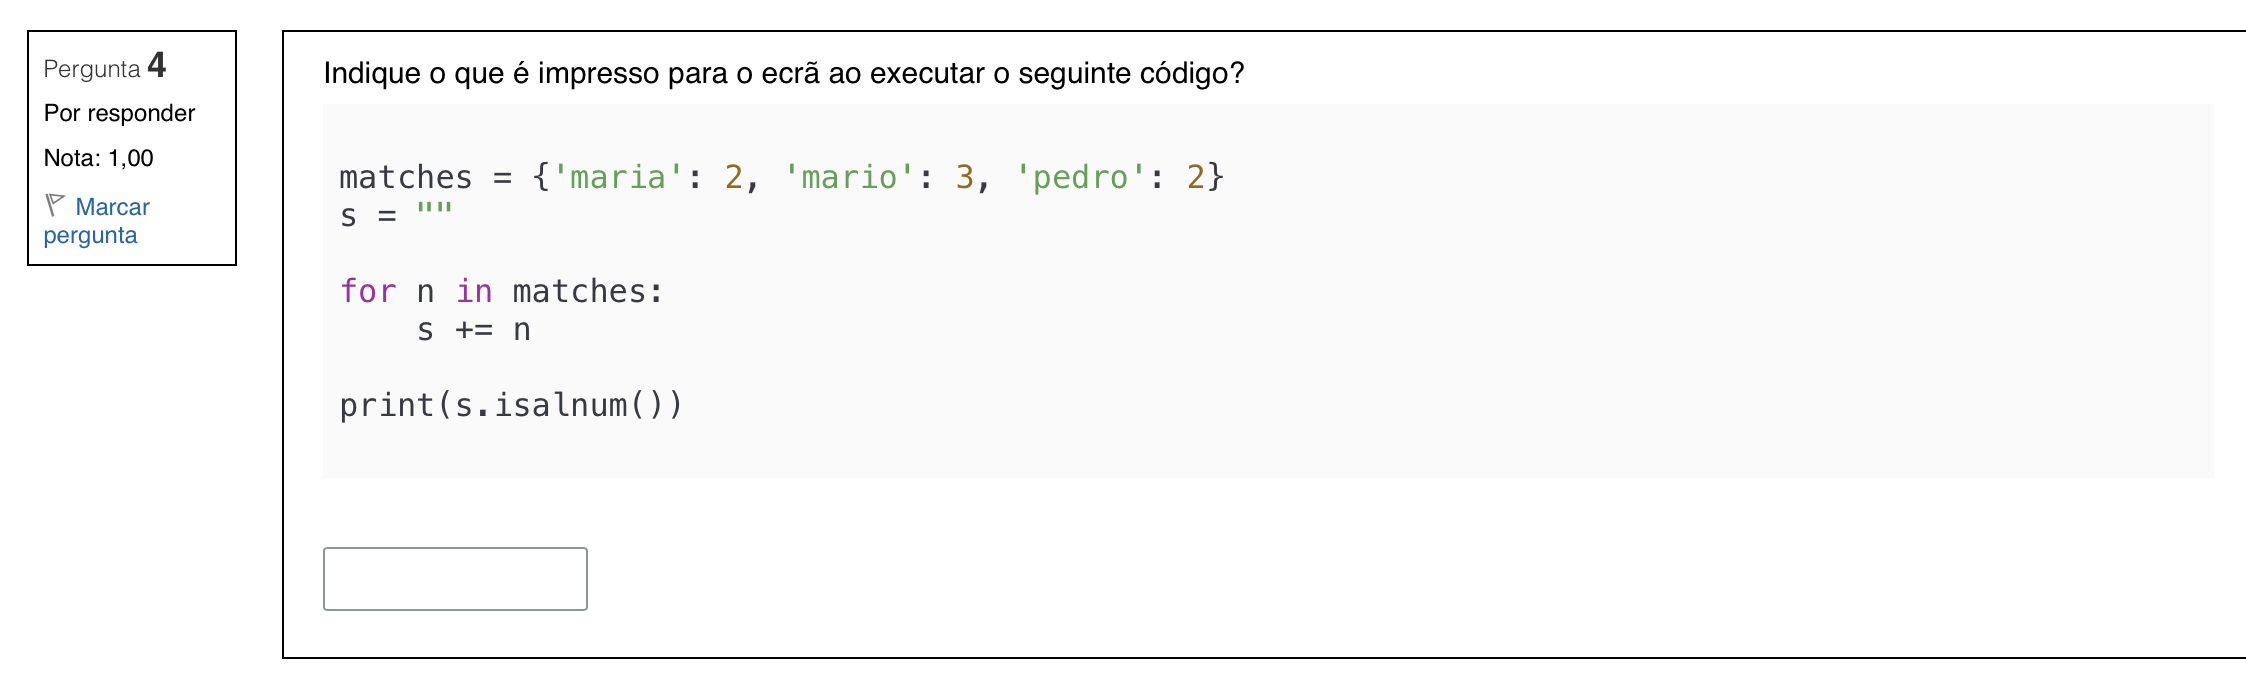 Pergunta 4
Por responder
Nota: 1,00
Marcar
pergunta
Indique o que é impresso para o ecrã ao executar o seguinte código?
matches = {'maria': 2, 'mario': 3, 'pedro': 2}
s = ""
for n in matches:
    s += n
print(s.isalnum())